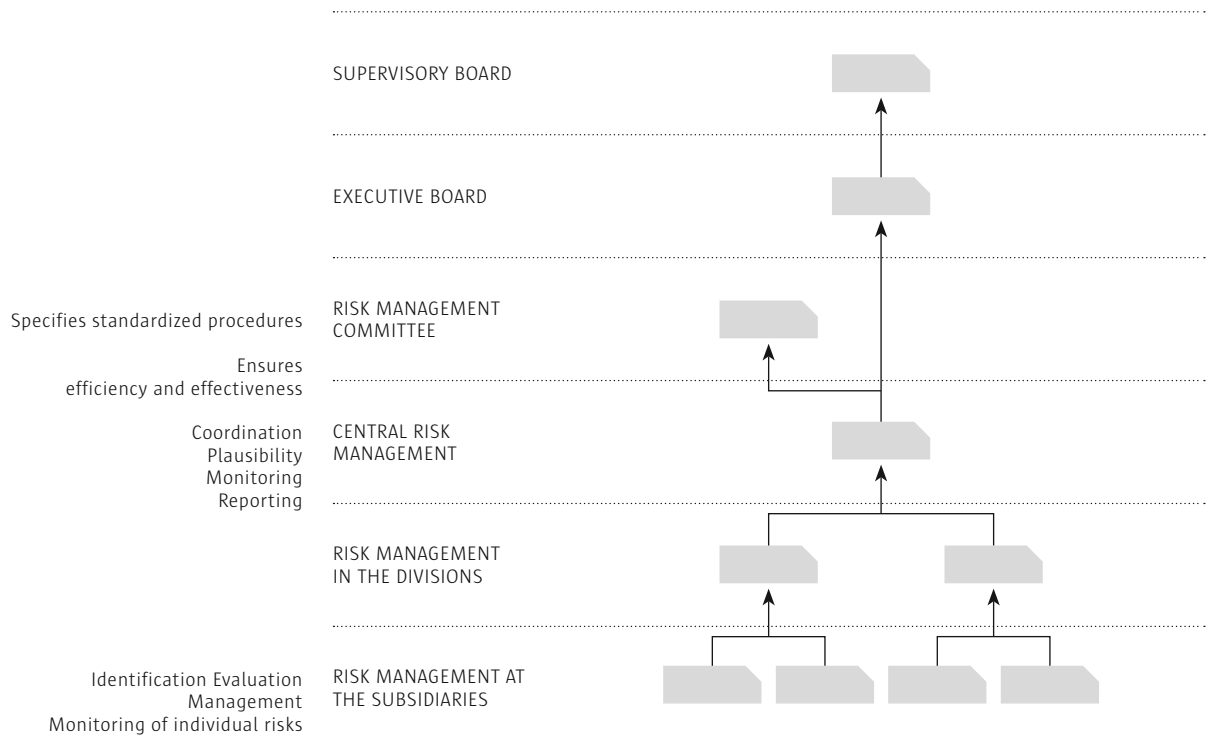 SUPERVISORY BOARD
EXECUTIVE BOARD
Specifies standardized procedures
RISK MANAGEMENT
COMMITTEE
Ensures
efficiency and effectiveness
Coordination
Plausibility
Monitoring
Reporting
CENTRAL RISK
MANAGEMENT
RISK MANAGEMENT
IN THE DIVISIONS
Identification Evaluation
Management
Monitoring of individual risks
RISK MANAGEMENT AT
THE SUBSIDIARIES